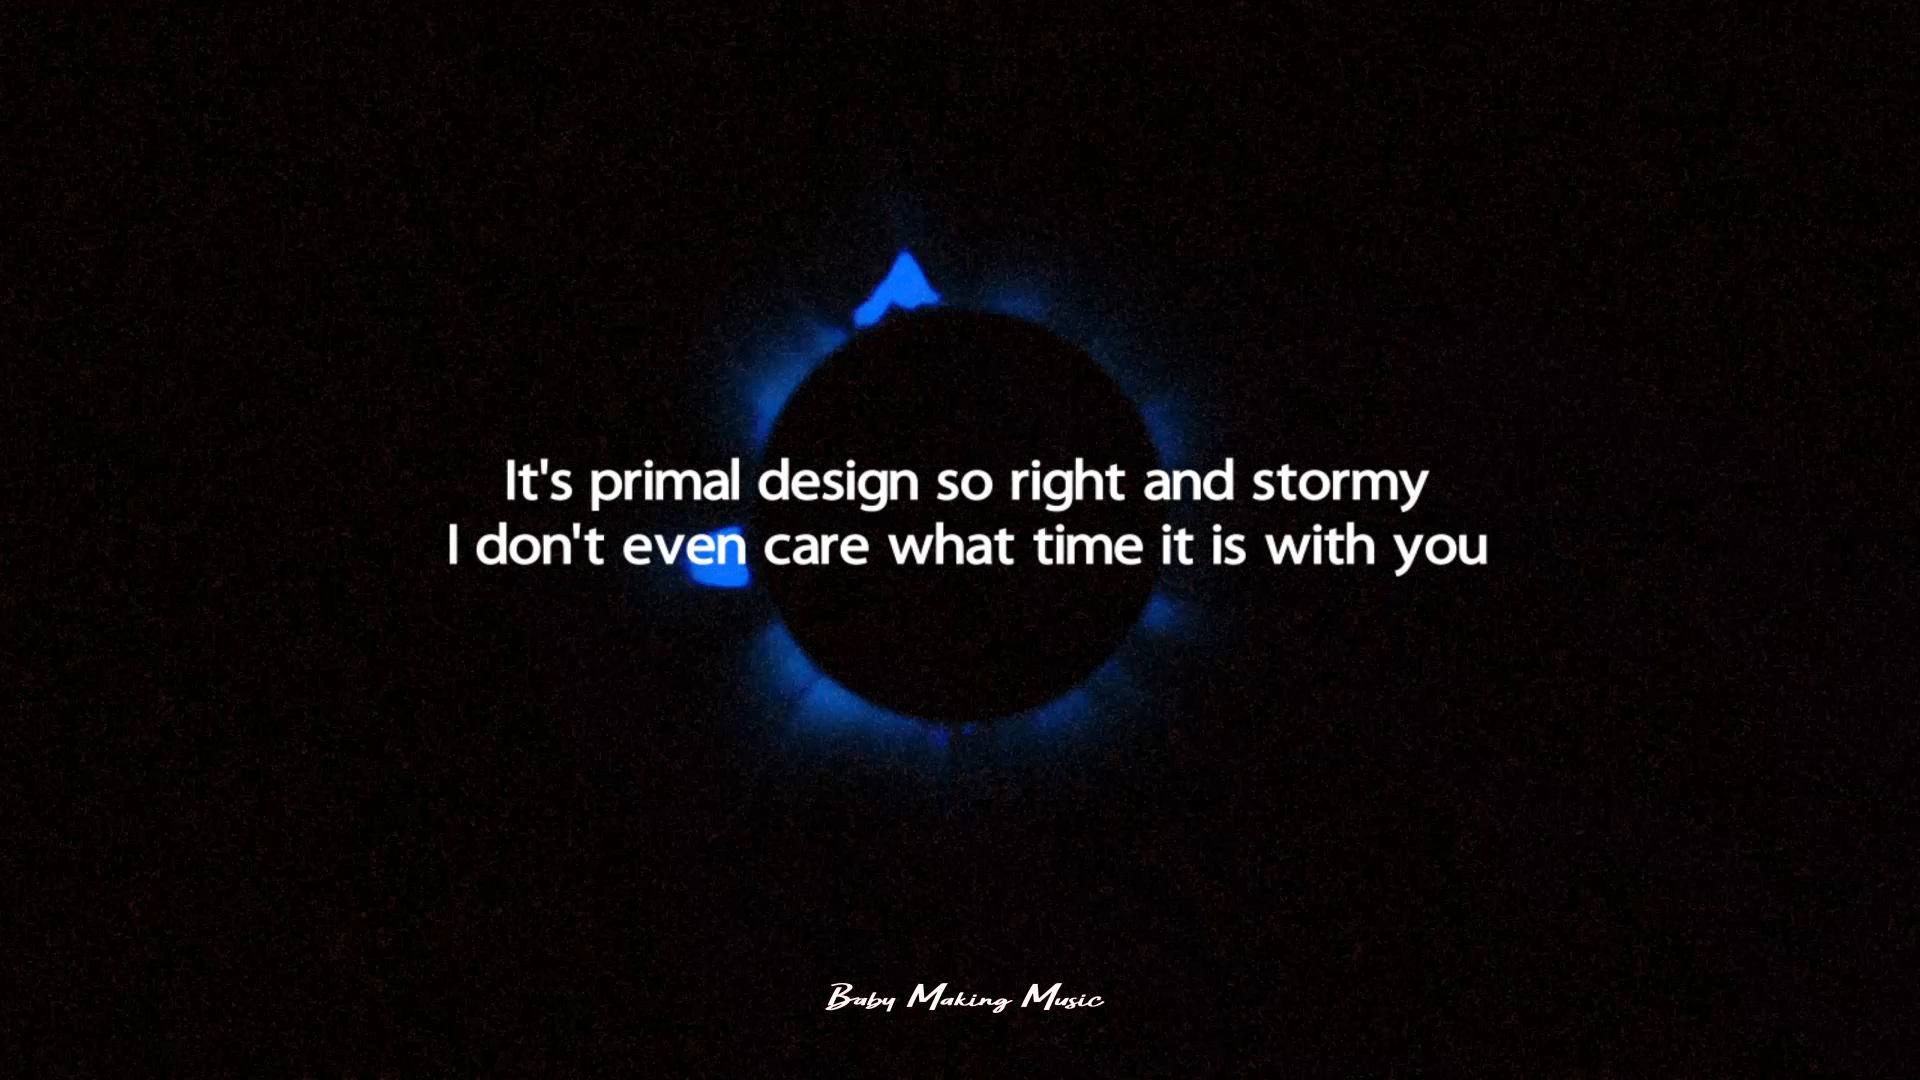 It's primal design so right and stormy
I don't even care what time it is with you
Baby Making Music